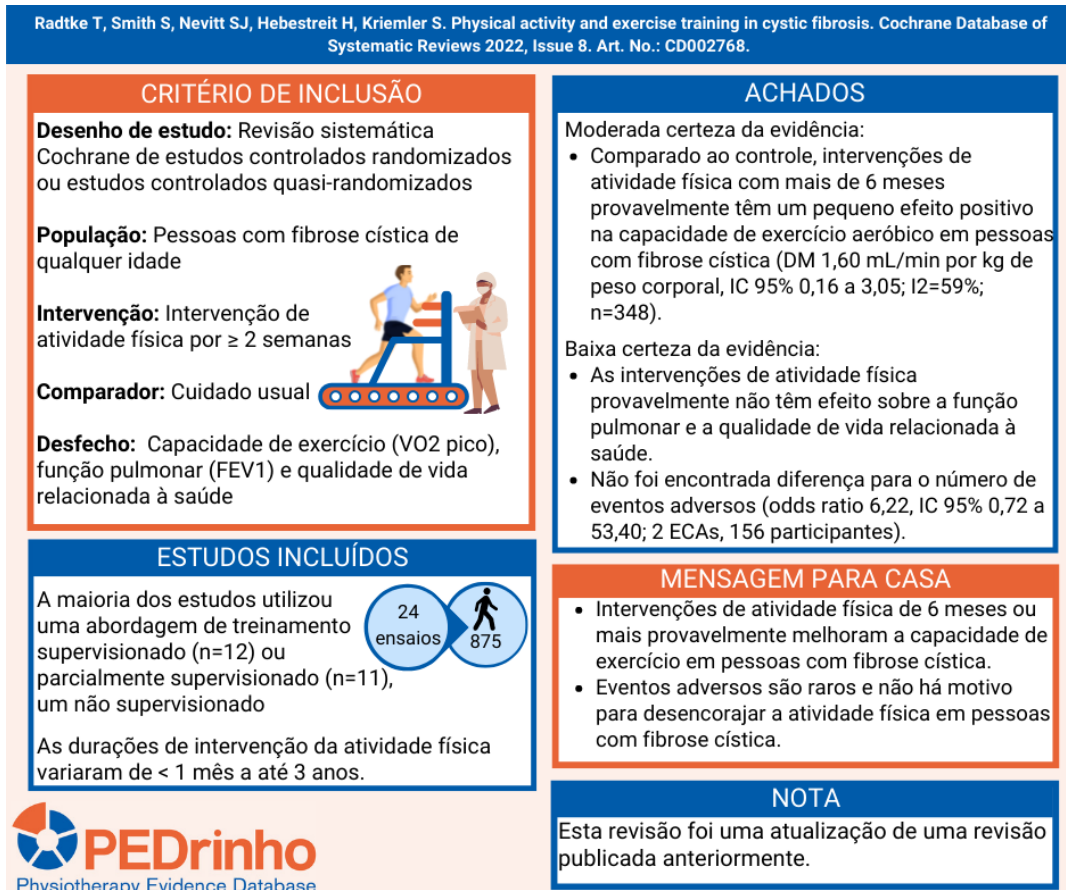 Radtke T, Smith S, Nevitt SJ, Hebestreit H, Kriemler S. Physical activity and exercise training in cystic fibrosis. Cochrane Database of
Systematic Reviews 2022, Issue 8. Art. No.: CD002768.
CRITÉRIO DE INCLUSÃO
Desenho de estudo: Revisão sistemática
Cochrane de estudos controlados randomizados
ou estudos controlados quasi-randomizados
População: Pessoas com fibrose cística de
qualquer idade
Intervenção: Intervenção de
atividade física por ≥ 2 semanas
Comparador: Cuidado usual
Desfecho: Capacidade de exercício (VO2 pico),
função pulmonar (FEV1) e qualidade de vida
relacionada à saúde
ESTUDOS INCLUÍDOS
A maioria dos estudos utilizou
uma abordagem de treinamento
supervisionado (n=12) ou
parcialmente supervisionado (n=11),
um não supervisionado
24
ensaios
875
As durações de intervenção da atividade física
variaram de < 1 mês a até 3 anos.
PEDrinho
Physiotherapy Evidence Database
ACHADOS
Moderada certeza da evidência:
• Comparado ao controle, intervenções de
atividade física com mais de 6 meses
provavelmente têm um pequeno efeito positivo
na capacidade de exercício aeróbico em pessoas
com fibrose cística (DM 1,60 mL/min por kg de
peso corporal, IC 95% 0,16 a 3,05; I2=59%;
n=348).
Baixa certeza da evidência:
• As intervenções de atividade física
provavelmente não têm efeito sobre a função
pulmonar e a qualidade de vida relacionada à
saúde.
• Não foi encontrada diferença para o número de
eventos adversos (odds ratio 6,22, IC 95% 0,72 a
53,40; 2 ECAs, 156 participantes).
MENSAGEM PARA CASA
• Intervenções de atividade física de 6 meses ou
mais provavelmente melhoram a capacidade de
exercício em pessoas com fibrose cística.
• Eventos adversos são raros e não há motivo
para desencorajar a atividade física em pessoas
com fibrose cística.
NOTA
Esta revisão foi uma atualização de uma revisão
publicada anteriormente.